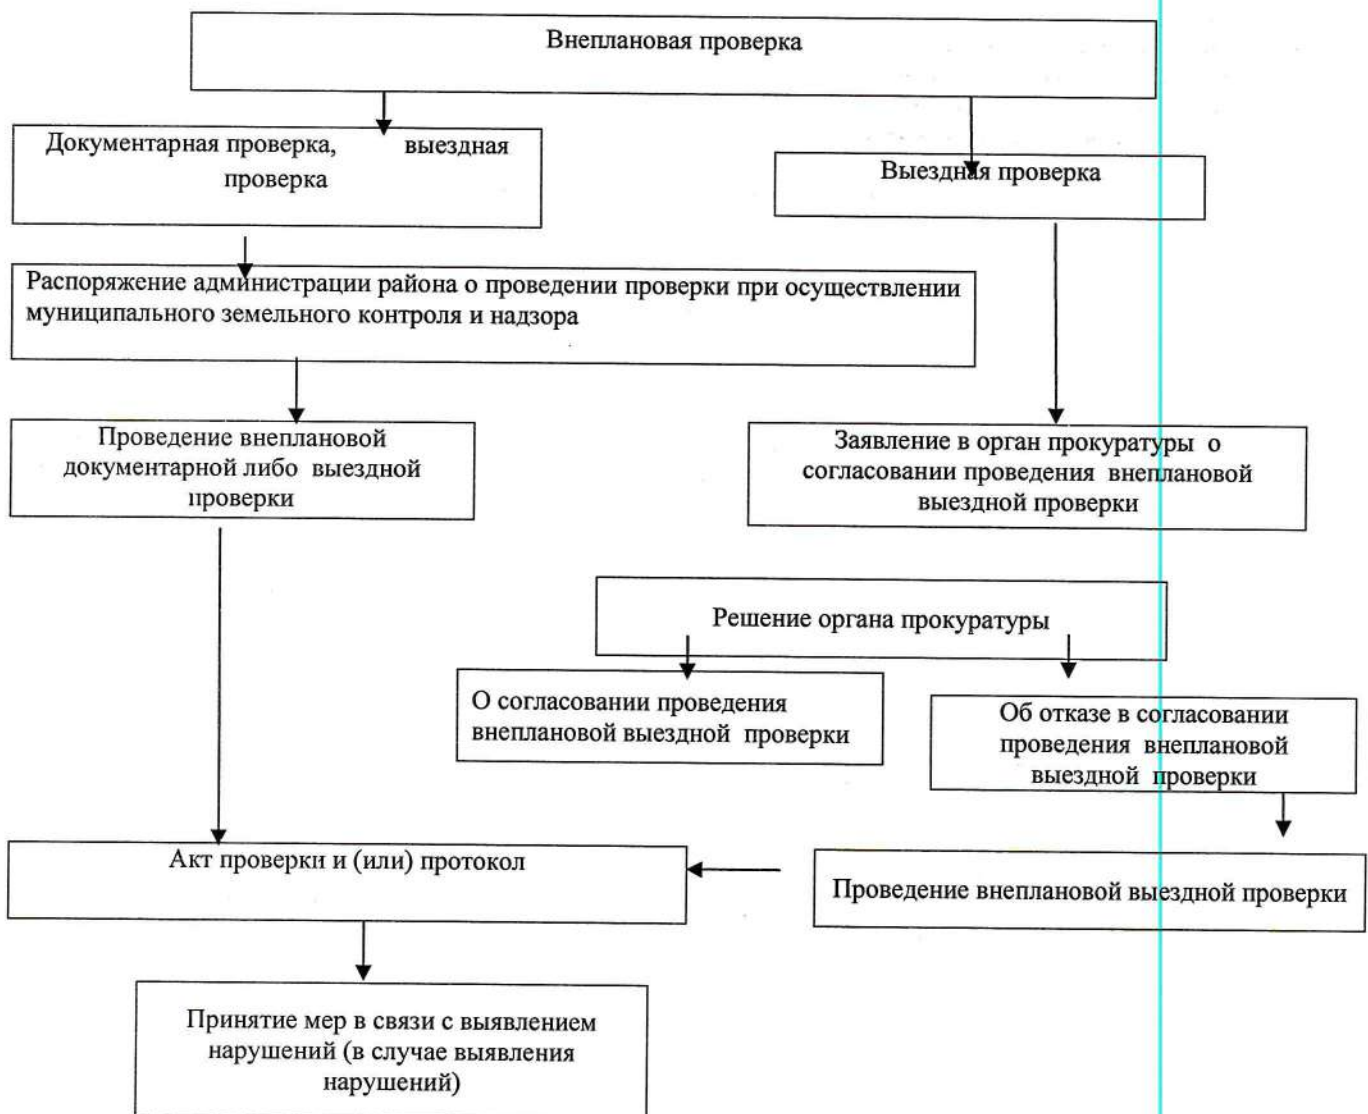 Внеплановая проверка
Документарная проверка, выездная
проверка
Выездная проверка
Распоряжение администрации района о проведении проверки при осуществлении
муниципального земельного контроля и надзора
Проведение внеплановой
документарной либо выездной
проверки
Заявление в орган прокуратуры о
согласовании проведения внеплановой
выездной проверки
Решение органа прокуратуры
О согласовании проведения
внеплановой выездной проверки
Об отказе в согласовании
проведения внеплановой
выездной проверки
Акт проверки и (или) протокол
Проведение внеплановой выездной проверки
Принятие мер в связи с выявлением
нарушений (в случае выявления
нарушений)